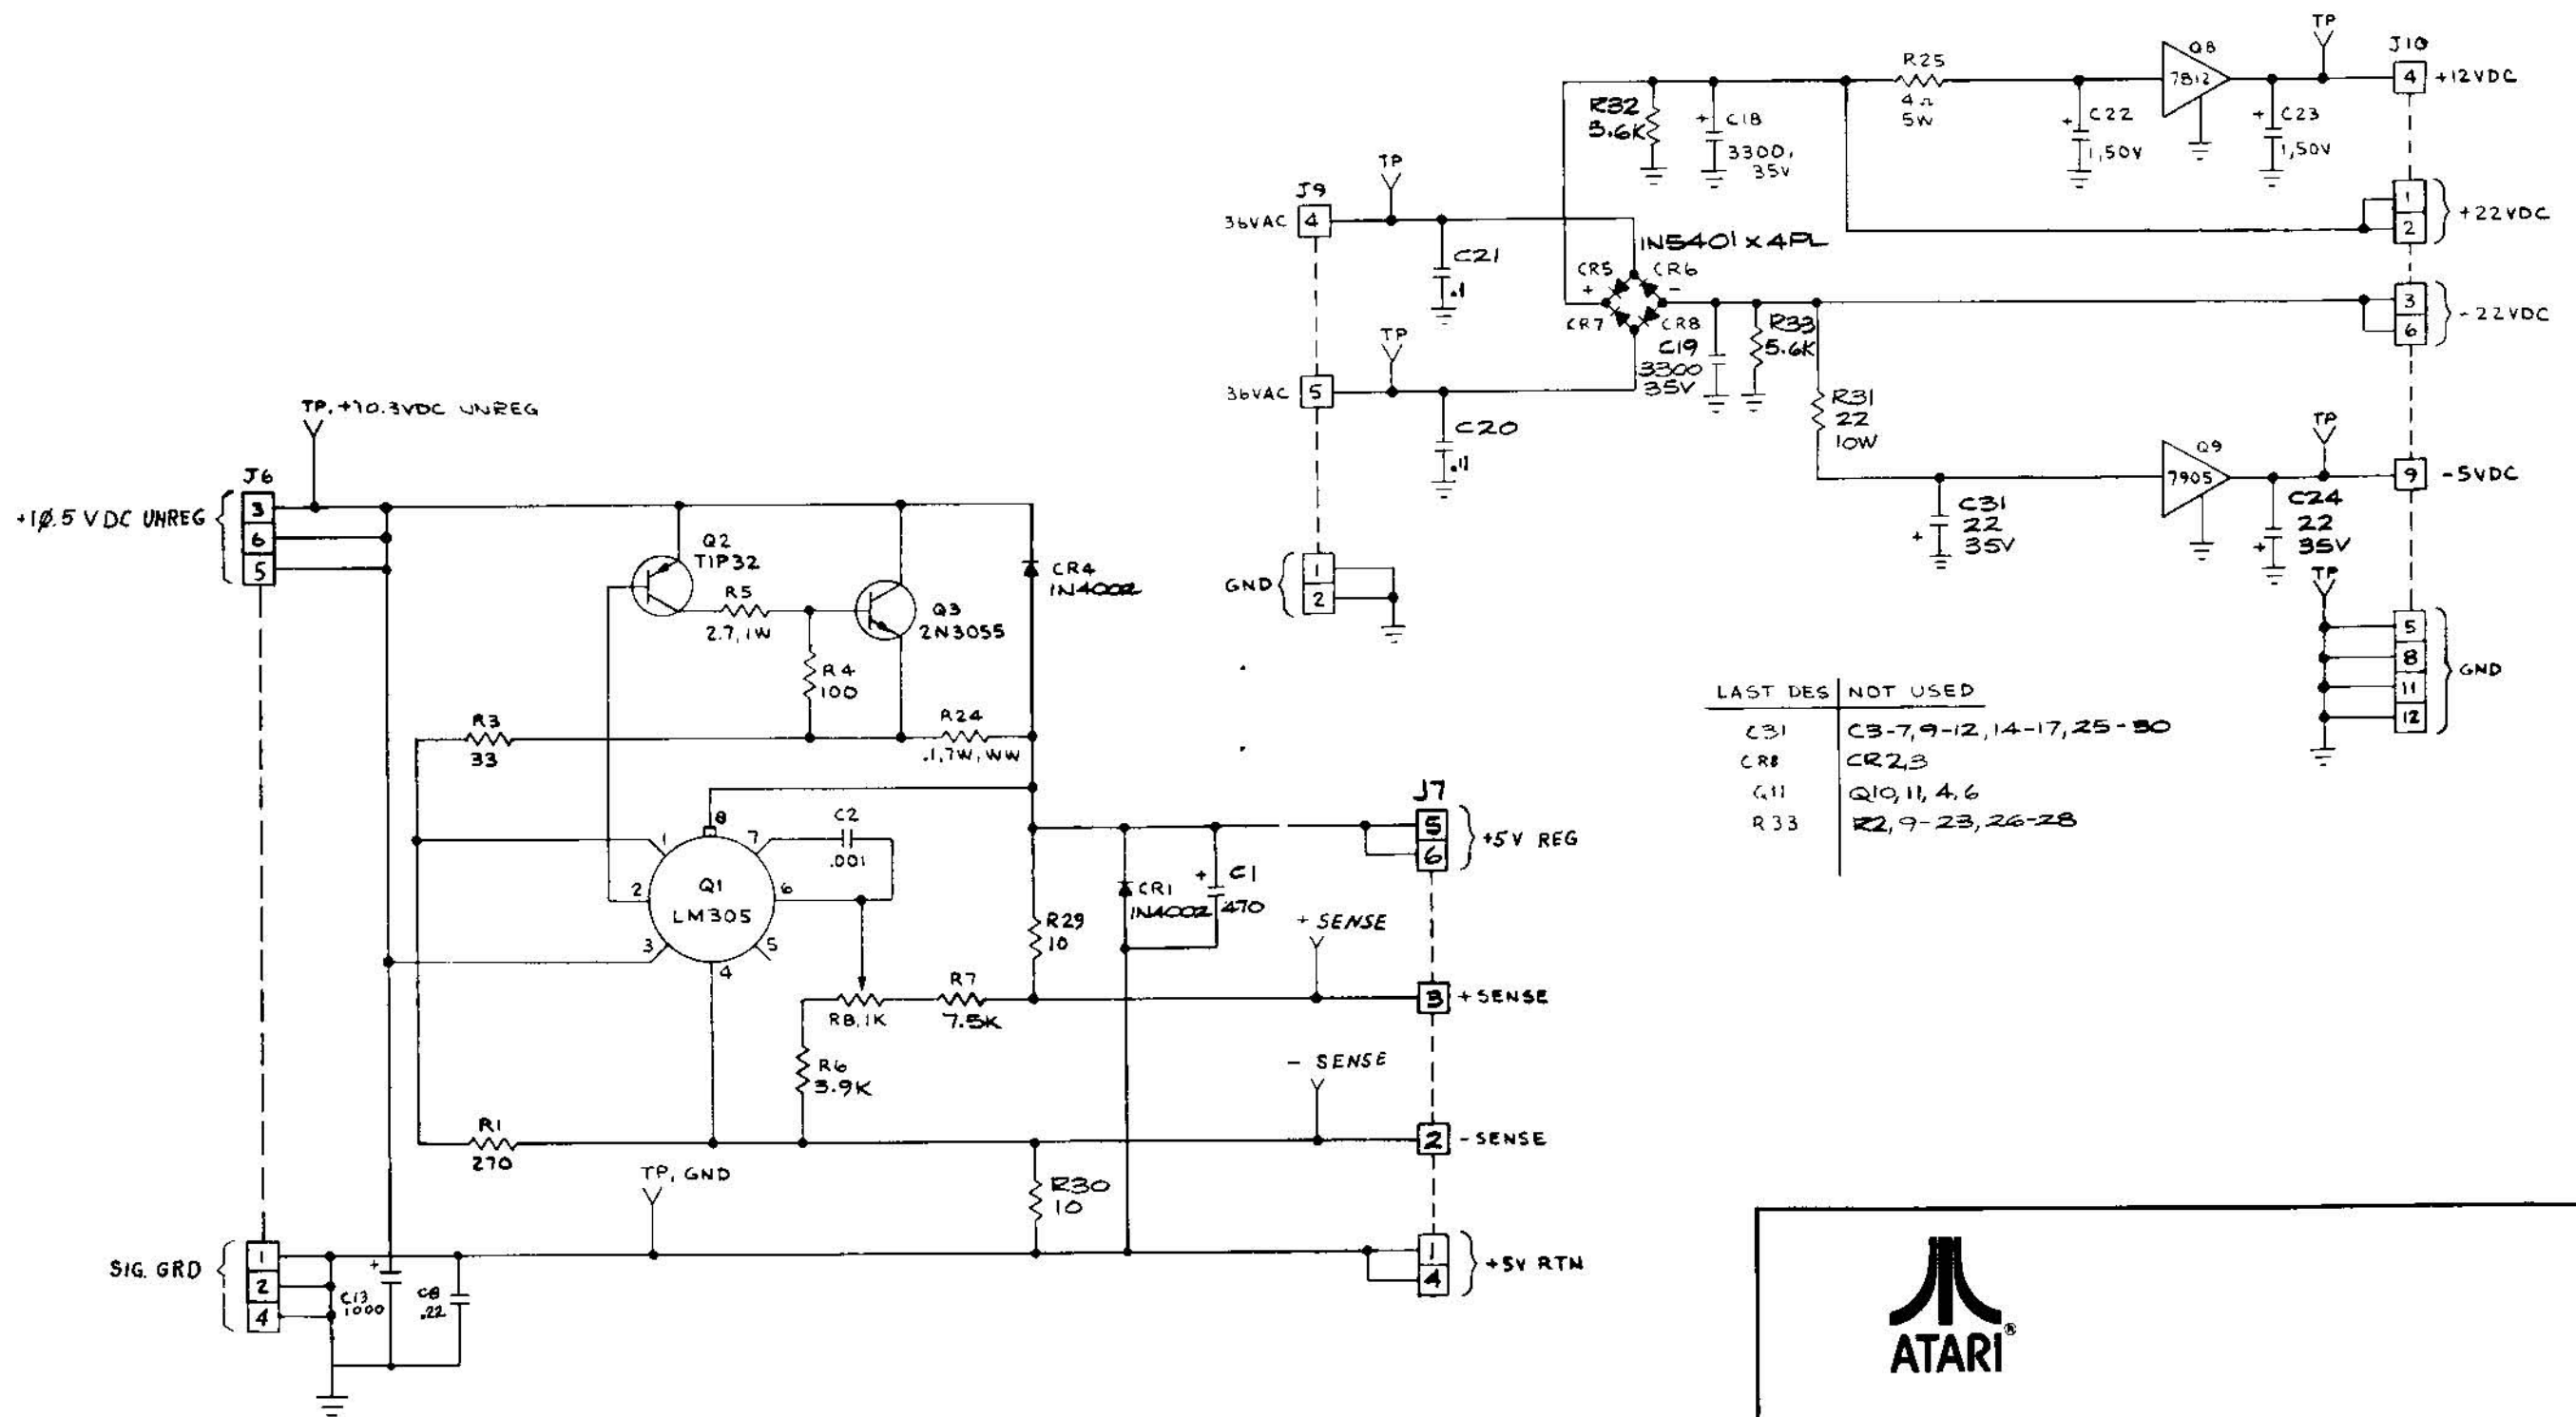 TP
Q8
7812
J10
4
+12VDC
R25
4Ω
5W
R32
5.6K
+ C18
3300,
35V
+ C22
1,50V
+ C23
1,50V
1
2
+22VDC
J9
36VAC 4
TP
C21
.1
IN5401 X 4PL
CR5
+
CR6
-
CR7
CR8
C19
3300
35V
R33
5.6K
3
6
-22VDC
36VAC 5
TP
C20
.1
R31
22
10W
Q9
7905
TP
9
-5VDC
C31
22
+ 35V
C24
22
+ 35V
GND
1
2
TP
5
8
11
12
GND
TP, +10.3VDC UNREG
J6
+10.5 VDC UNREG
3
6
5
Q2
TIP32
R5
2.7, 1W
Q3
2N3055
CR4
IN4002
R4
100
R3
33
R24
.1, 7W, WW
LAST DES NOT USED
C31 C3-7, 9-12, 14-17, 25-30
CR8 CR2,3
Q11 Q10, 11, 4, 6
R33 R2, 9-23, 26-28
8
1
7
C2
.001
2
Q1
LM305
6
3
5
4
J7
5
6
+5V REG
CR1
IN4002
+ C1
470
R29
10
+ SENSE
R8, 1K
R7
7.5K
3
+ SENSE
R6
3.9K
- SENSE
R1
270
2
- SENSE
TP, GND
R30
10
SIG. GRD
1
2
4
+
C13
1000
C8
.22
1
4
+5V RTN
ATARI®